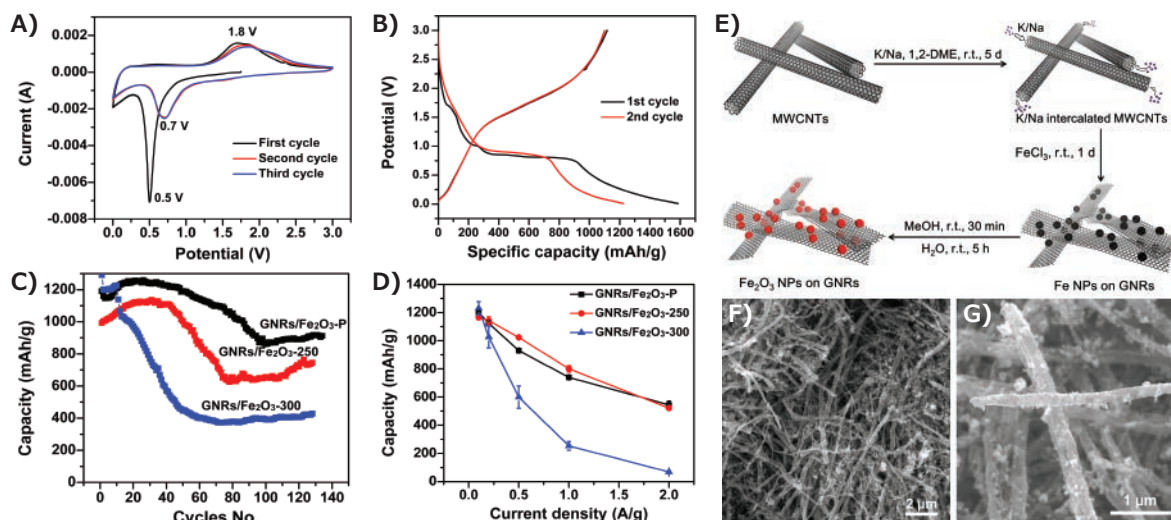 A)
0.002
0.000
-0.002
-0.004
-0.006
-0.008
Current (A)
1.8 V
0.7 V
0.5 V
First cycle
Second cycle
Third cycle
0.0 0.5 1.0 1.5 2.0 2.5 3.0
Potential (V)
B)
3.0
2.5
2.0
1.5
1.0
0.5
0.0
Potential (V)
1st cycle
2nd cycle
0 200 400 600 800 1000 1200 1400 1600
Specific capacity (mAh/g)
E)
MWCNTs
K/Na, 1,2-DME, r.t., 5 d
K/Na
K/Na
K/Na intercalated MWCNTs
FeCl₃, r.t., 1 d
MeOH, r.t., 30 min
H₂O, r.t., 5 h
Fe₂O₃ NPs on GNRs
Fe NPs on GNRs
C)
1200
1000
800
600
400
200
0
Capacity (mAh/g)
GNRs/Fe₂O₃-P
GNRs/Fe₂O₃-250
GNRs/Fe₂O₃-300
0 20 40 60 80 100 120 140
Cycles No
D)
1400
1200
1000
800
600
400
200
0
Capacity (mAh/g)
GNRs/Fe₂O₃-P
GNRs/Fe₂O₃-250
GNRs/Fe₂O₃-300
0.0 0.5 1.0 1.5 2.0
Current density (A/g)
F)
2 μm
G)
1 μm